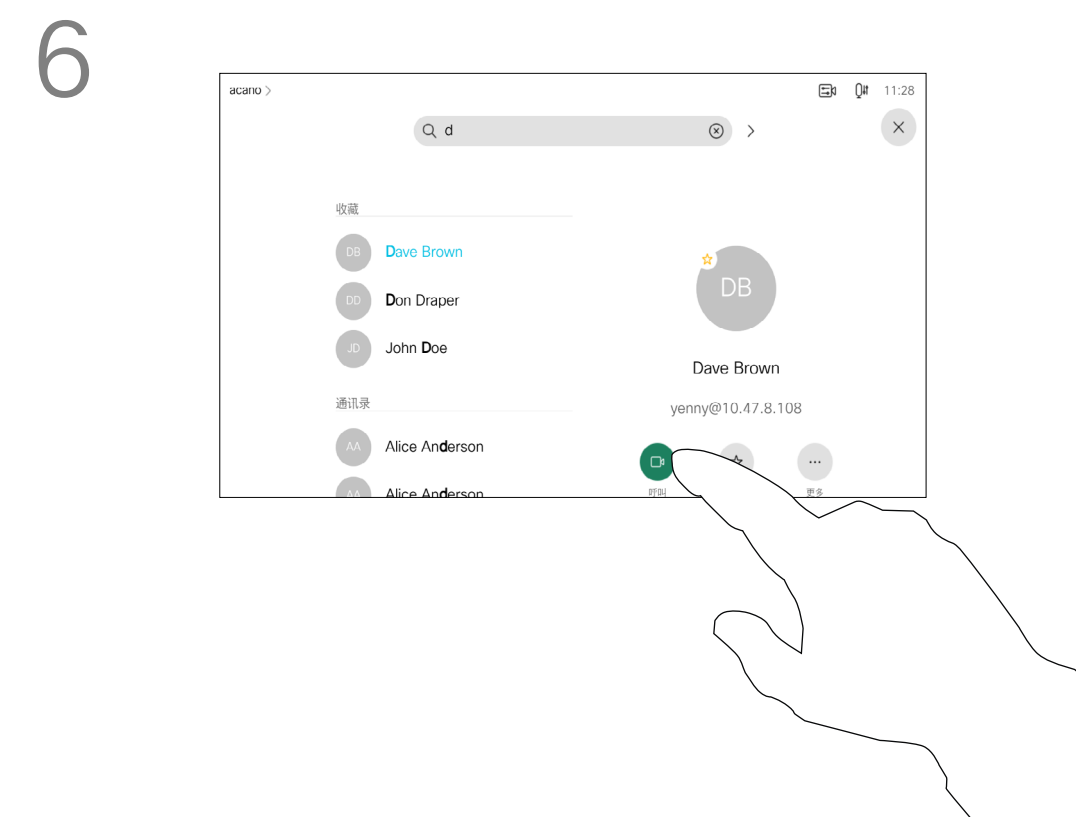 6
acano >
11:28
d
收藏
DB Dave Brown
DD Don Draper
JD John Doe
通讯录
AA Alice Anderson
AA Alice Anderson
DB
Dave Brown
yenny@10.47.8.108
呼叫
更多